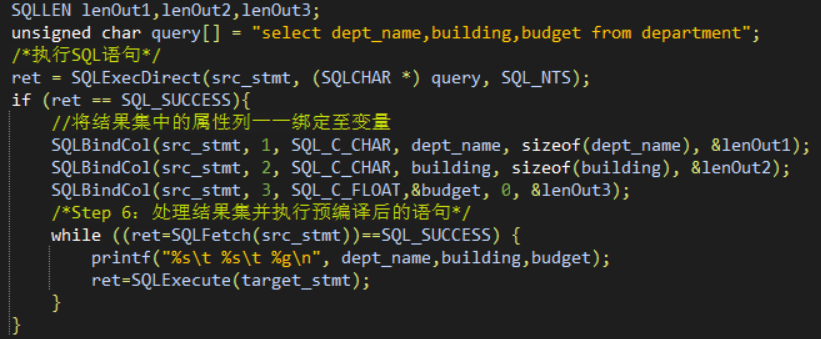 SQLLEN lenOut1,lenOut2,lenOut3;
unsigned char query[] = "select dept_name,building,budget from department";
/*执行SQL语句*/
ret = SQLExecDirect(src_stmt, (SQLCHAR *) query, SQL_NTS);
if (ret == SQL_SUCCESS){
    //将结果集中的属性列一一绑定至变量
    SQLBindCol(src_stmt, 1, SQL_C_CHAR, dept_name, sizeof(dept_name), &lenOut1);
    SQLBindCol(src_stmt, 2, SQL_C_CHAR, building, sizeof(building), &lenOut2);
    SQLBindCol(src_stmt, 3, SQL_C_FLOAT,&budget, 0, &lenOut3);
    /*Step 6: 处理结果集并执行预编译后的语句*/
    while ((ret=SQLFetch(src_stmt))==SQL_SUCCESS) {
        printf("%s\t %s\t %g\n", dept_name,building,budget);
        ret=SQLExecute(target_stmt);
    }
}